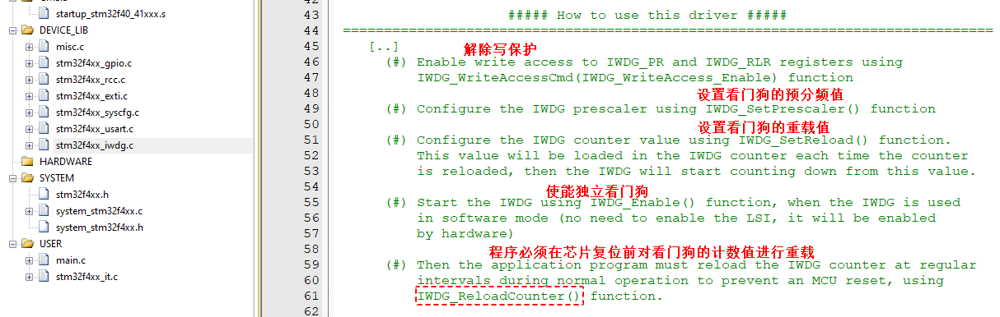 startup_stm32f40_41xxx.s
DEVICE_LIB
misc.c
stm32f4xx_gpio.c
stm32f4xx_rcc.c
stm32f4xx_exti.c
stm32f4xx_syscfg.c
stm32f4xx_usart.c
stm32f4xx_iwdg.c
HARDWARE
SYSTEM
stm32f4xx.h
system_stm32f4xx.c
system_stm32f4xx.h
USER
main.c
stm32f4xx_it.c
43 ##### How to use this driver #####
44 ===============================================================================
45 [..]
解除写保护
46 (#) Enable write access to IWDG_PR and IWDG_RLR registers using
47 IWDG_WriteAccessCmd(IWDG_WriteAccess_Enable) function
48
设置看门狗的预分频值
49 (#) Configure the IWDG prescaler using IWDG_SetPrescaler() function
50
设置看门狗的重载值
51 (#) Configure the IWDG counter value using IWDG_SetReload() function.
52 This value will be loaded in the IWDG counter each time the counter
53 is reloaded, then the IWDG will start counting down from this value.
54
使能独立看门狗
55 (#) Start the IWDG using IWDG_Enable() function, when the IWDG is used
56 in software mode (no need to enable the LSI, it will be enabled
57 by hardware)
58
程序必须在芯片复位前对看门狗的计数值进行重载
59 (#) Then the application program must reload the IWDG counter at regular
60 intervals during normal operation to prevent an MCU reset, using
61 IWDG_ReloadCounter() function.
62